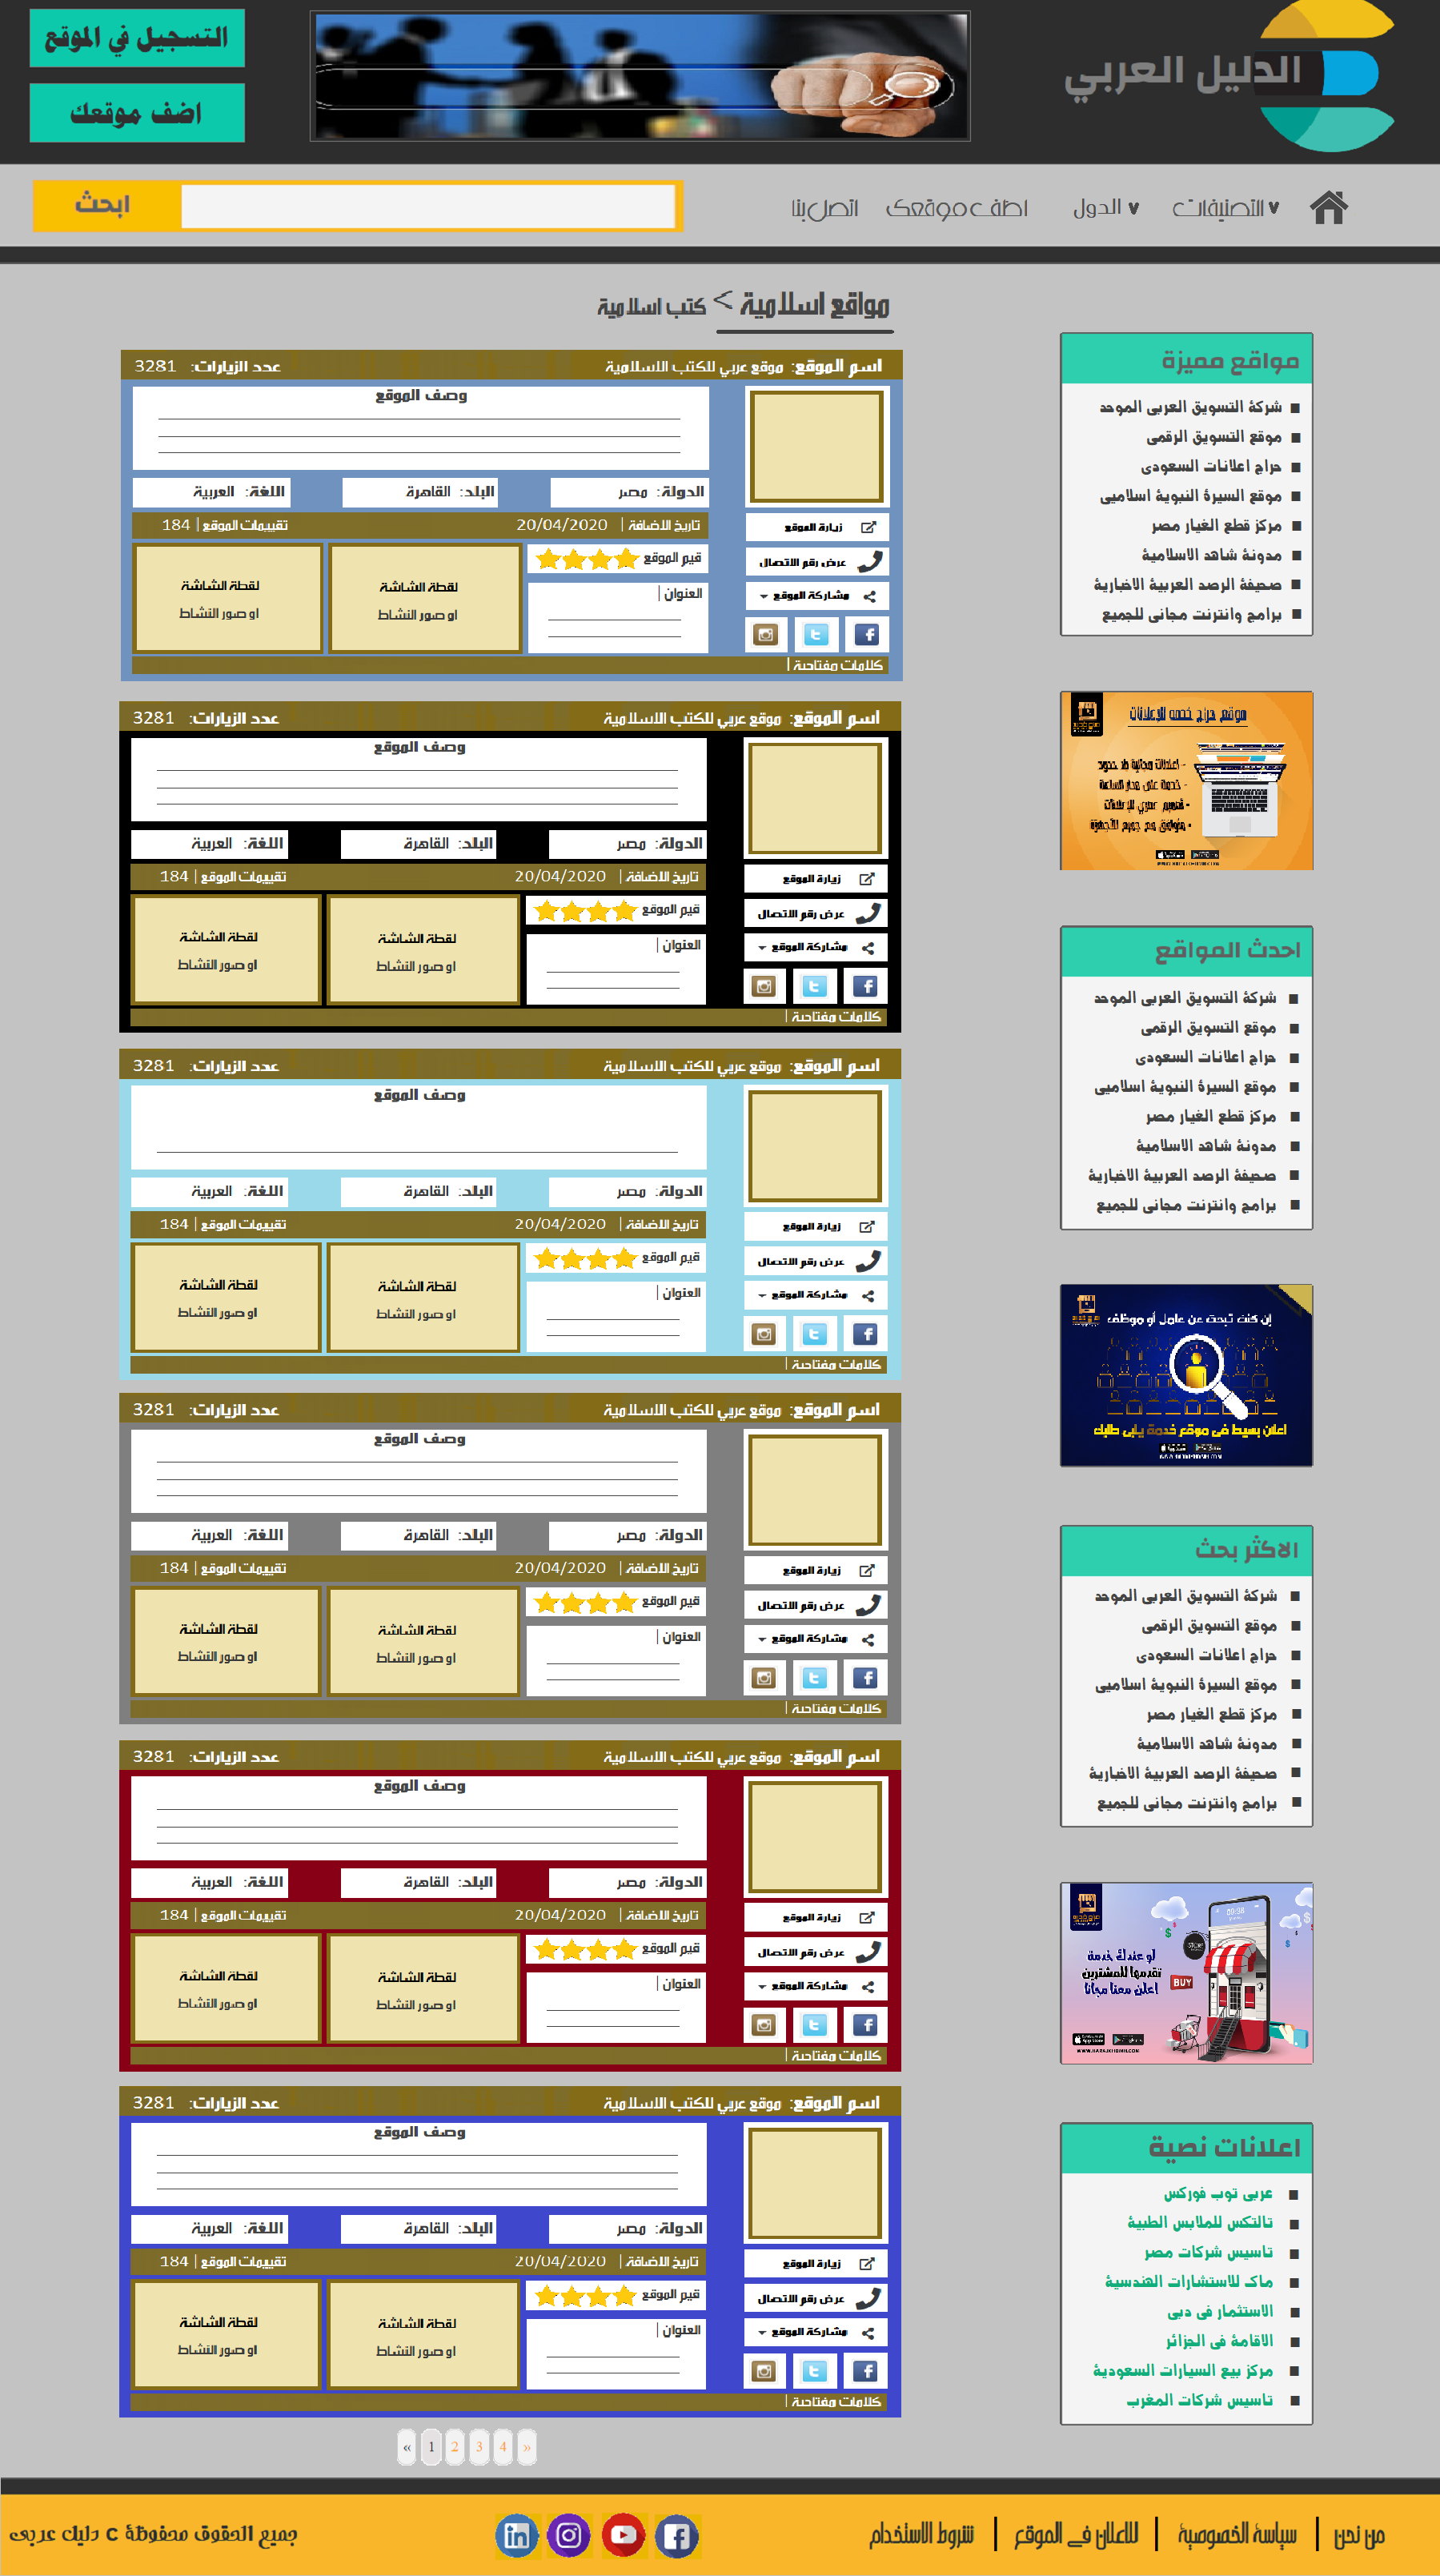 التسجيل في الموقع
اضف موقعك
الدليل العربي
التصنيفات
الدول
اضف موقعك
اتصل بنا
ابحث
مواقع اسلامية > كتب اسلامية
اسم الموقع: موقع عربي للكتب الاسلامية عدد الزيارات: 3281
وصف الموقع
الدولة: مصر البلد: القاهرة اللغة: العربية
زيارة الموقع
تاريخ الاضافة | 20/04/2020 تقييمات الموقع | 184
عرض رقم الاتصال
قيم الموقع
مشاركة الموقع
العنوان |
لقطة الشاشة
او صور النشاط
لقطة الشاشة
او صور النشاط
كلامات مفتاحية |
اسم الموقع: موقع عربي للكتب الاسلامية عدد الزيارات: 3281
وصف الموقع
الدولة: مصر البلد: القاهرة اللغة: العربية
زيارة الموقع
تاريخ الاضافة | 20/04/2020 تقييمات الموقع | 184
عرض رقم الاتصال
قيم الموقع
مشاركة الموقع
العنوان |
لقطة الشاشة
او صور النشاط
لقطة الشاشة
او صور النشاط
كلامات مفتاحية |
اسم الموقع: موقع عربي للكتب الاسلامية عدد الزيارات: 3281
وصف الموقع
الدولة: مصر البلد: القاهرة اللغة: العربية
زيارة الموقع
تاريخ الاضافة | 20/04/2020 تقييمات الموقع | 184
عرض رقم الاتصال
قيم الموقع
مشاركة الموقع
العنوان |
لقطة الشاشة
او صور النشاط
لقطة الشاشة
او صور النشاط
كلامات مفتاحية |
اسم الموقع: موقع عربي للكتب الاسلامية عدد الزيارات: 3281
وصف الموقع
الدولة: مصر البلد: القاهرة اللغة: العربية
زيارة الموقع
تاريخ الاضافة | 20/04/2020 تقييمات الموقع | 184
عرض رقم الاتصال
قيم الموقع
مشاركة الموقع
العنوان |
لقطة الشاشة
او صور النشاط
لقطة الشاشة
او صور النشاط
كلامات مفتاحية |
اسم الموقع: موقع عربي للكتب الاسلامية عدد الزيارات: 3281
وصف الموقع
الدولة: مصر البلد: القاهرة اللغة: العربية
زيارة الموقع
تاريخ الاضافة | 20/04/2020 تقييمات الموقع | 184
عرض رقم الاتصال
قيم الموقع
مشاركة الموقع
العنوان |
لقطة الشاشة
او صور النشاط
لقطة الشاشة
او صور النشاط
كلامات مفتاحية |
اسم الموقع: موقع عربي للكتب الاسلامية عدد الزيارات: 3281
وصف الموقع
الدولة: مصر البلد: القاهرة اللغة: العربية
زيارة الموقع
تاريخ الاضافة | 20/04/2020 تقييمات الموقع | 184
عرض رقم الاتصال
قيم الموقع
مشاركة الموقع
العنوان |
لقطة الشاشة
او صور النشاط
لقطة الشاشة
او صور النشاط
كلامات مفتاحية |
« 1 2 3 4 »
مواقع مميزة
شركة التسويق العربى الموحد
موقع التسويق الرقمى
حراج اعلانات السعودى
موقع السيرة النبوية اسلاميى
مركز قطع الغيار مصر
مدونة شاهد الاسلامية
صحيفة الرصد العربية الاخبارية
برامج وانترنت مجانى للجميع
موقع حراج خدمه للإعلانات
- اعلانات مجانية بلا حدود
- خدمة على مدار الساعة
احدث المواقع
شركة التسويق العربى الموحد
موقع التسويق الرقمى
حراج اعلانات السعودى
موقع السيرة النبوية اسلاميى
مركز قطع الغيار مصر
مدونة شاهد الاسلامية
صحيفة الرصد العربية الاخبارية
برامج وانترنت مجانى للجميع
إن كنت تبحث عن عامل أو موظف
اعلان بسيط فى موقع خدمة يلبى طلبك
الاكثر بحث
شركة التسويق العربى الموحد
موقع التسويق الرقمى
حراج اعلانات السعودى
موقع السيرة النبوية اسلاميى
مركز قطع الغيار مصر
مدونة شاهد الاسلامية
صحيفة الرصد العربية الاخبارية
برامج وانترنت مجانى للجميع
09:36
STORE
BUY
لو عندك خدمة
تقدمها للمشترين
اعلن معنا مجانا
اعلانات نصية
عربى توب فوركس
تالتكس للملابس الطبية
تاسيس شركات مصر
ماك للاستشارات الهندسية
الاستثمار فى دبى
الاقامة فى الجزائر
مركز بيع السيارات السعودية
تاسيس شركات المغرب
من نحن | سياسة الخصوصية | للاعلان فى الموقع | شروط الاستخدام
جميع الحقوق محفوظة C دليك عربى